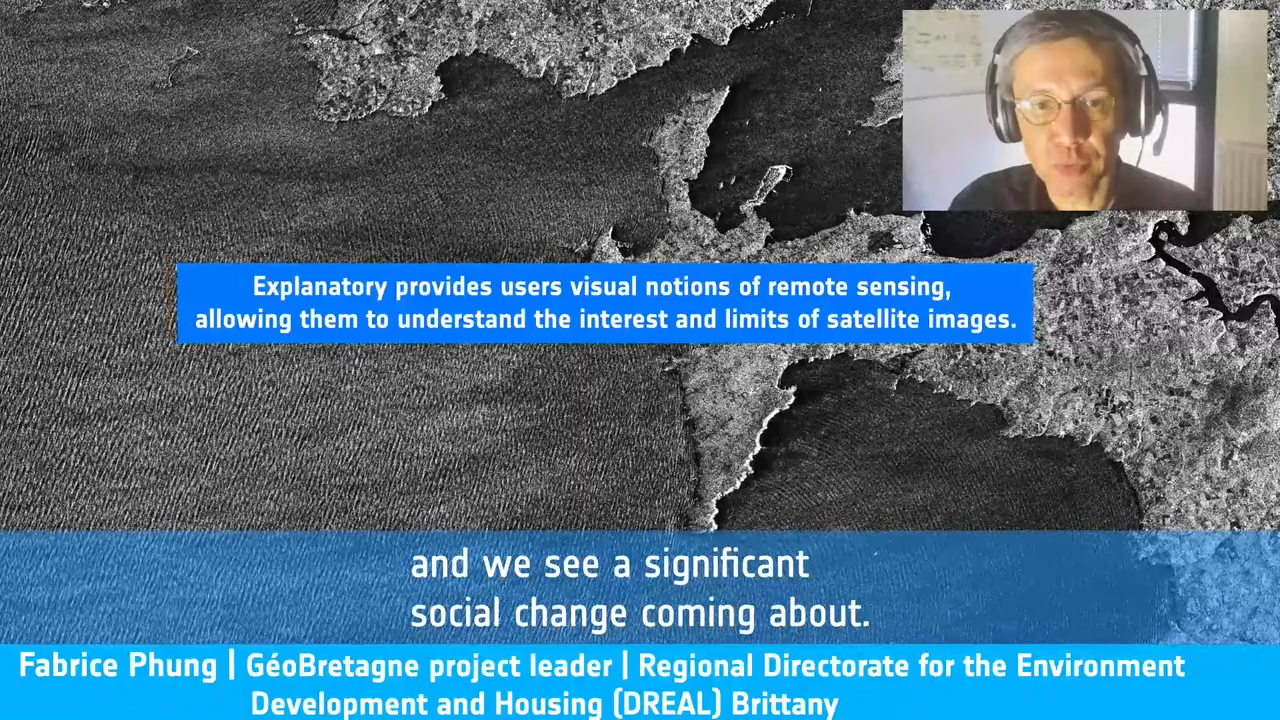 Explanatory provides users visual notions of remote sensing,
allowing them to understand the interest and limits of satellite images.
and we see a significant
social change coming about.
Fabrice Phung | GéoBretagne project leader | Regional Directorate for the Environment
Development and Housing (DREAL) Brittany